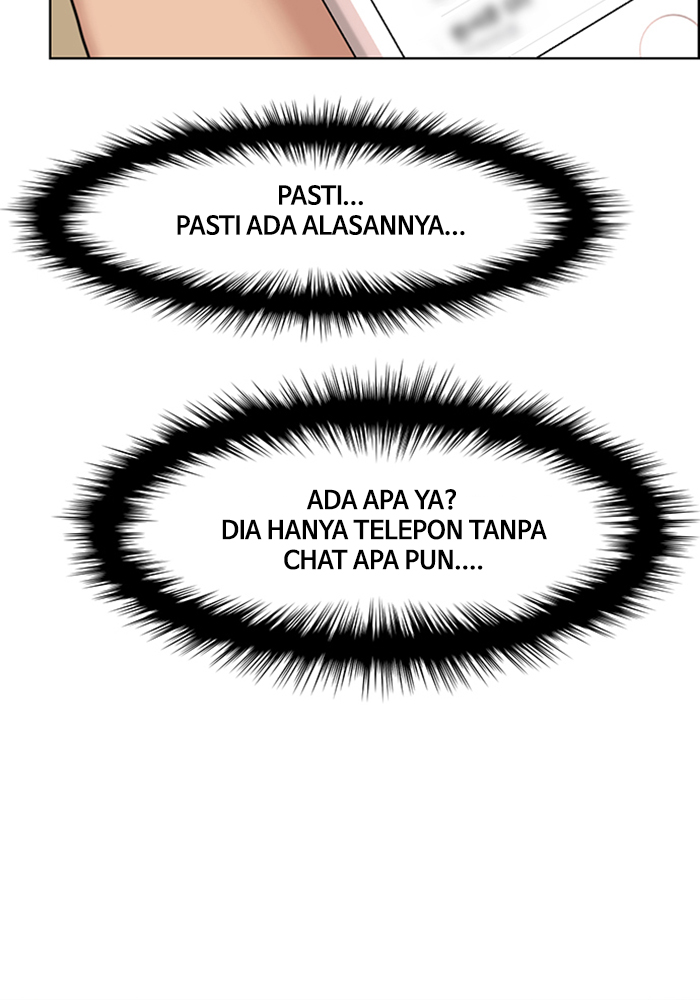 PASTI...
PASTI ADA ALASANNYA...
ADA APA YA?
DIA HANYA TELEPON TANPA
CHAT APA PUN....